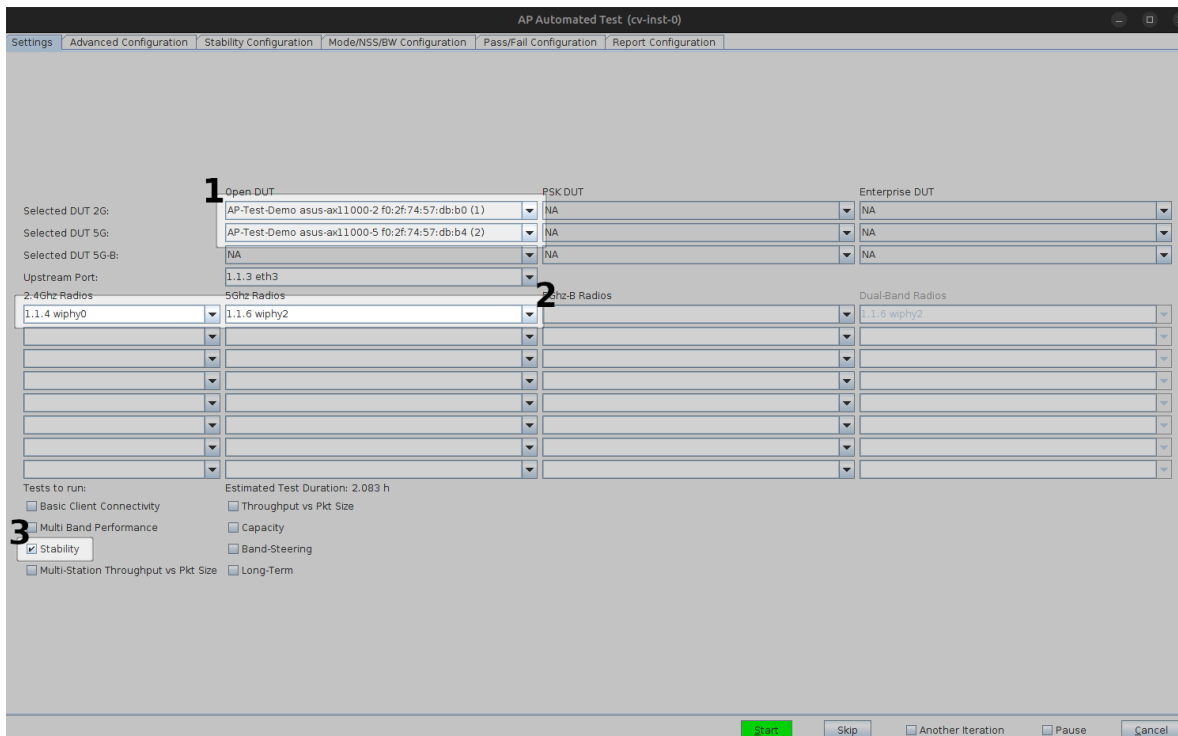 AP Automated Test (cv-inst-0)
Settings Advanced Configuration Stability Configuration Mode/NSS/BW Configuration Pass/Fail Configuration Report Configuration
1
Open DUT PSK DUT Enterprise DUT
Selected DUT 2G: AP-Test-Demo asus-ax11000-2 f0:2f:74:57:db:b0 (1) NA NA
Selected DUT 5G: AP-Test-Demo asus-ax11000-5 f0:2f:74:57:db:b4 (2) NA NA
Selected DUT 5G-B: NA NA NA
Upstream Port: 1.1.3 eth3
2
2.4Ghz Radios 5Ghz Radios 5Ghz-B Radios Dual-Band Radios
1.1.4 wiphy0 1.1.6 wiphy2 1.1.6 wiphy2
Tests to run: Estimated Test Duration: 2.083 h
Basic Client Connectivity Throughput vs Pkt Size
Multi Band Performance Capacity
3
Stability Band-Steering
Multi-Station Throughput vs Pkt Size Long-Term
Start Skip Another Iteration Pause Cancel